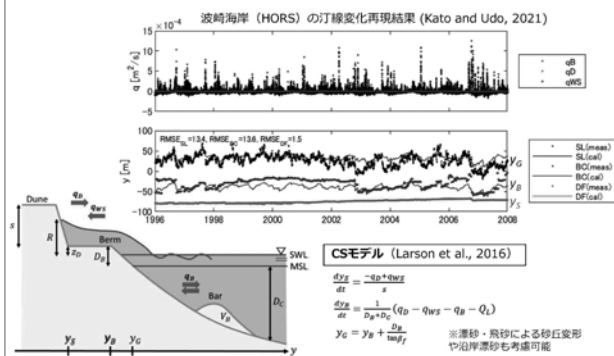 波崎海岸（HORS）の汀線変化再現結果 (Kato and Udo, 2021)
×10⁻⁴
15
10
5
0
-5
q [m²/s]
qB
qD
qWS
RMSE_SL=13.4, RMSE_BC=13.6, RMSE_DF=1.5
100
50
0
-50
-100
y [m]
y_G
y_B
y_S
1996 1998 2000 2002 2004 2006 2008
SL(meas)
SL(cal)
BC(meas)
BC(cal)
DF(meas)
DF(cal)
Dune
q_D
q_WS
s
R
z_D
Berm
D_B
SWL
MSL
q_B
Bar
V_B
D_C
y_S y_B y_G y
CSモデル（Larson et al., 2016）
dy_S/dt = (-q_D+q_WS)/s
dy_B/dt = 1/(D_B+D_C) (q_D - q_WS - q_B - Q_L)
y_G = y_B + D_B/tanβ_f
※漂砂・飛砂による砂丘変形
や沿岸漂砂も考慮可能